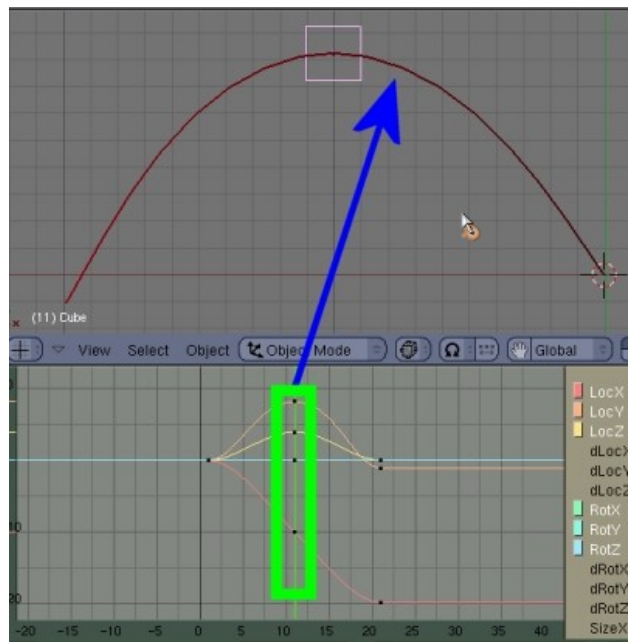 x (11) Cube
View Select Object Object Mode Global
LocX
LocY
LocZ
dLocX
dLocY
dLocZ
RotX
RotY
RotZ
dRotX
dRotY
dRotZ
SizeX
10
20
-20 -15 -10 -5 0 5 10 15 20 25 30 35 40